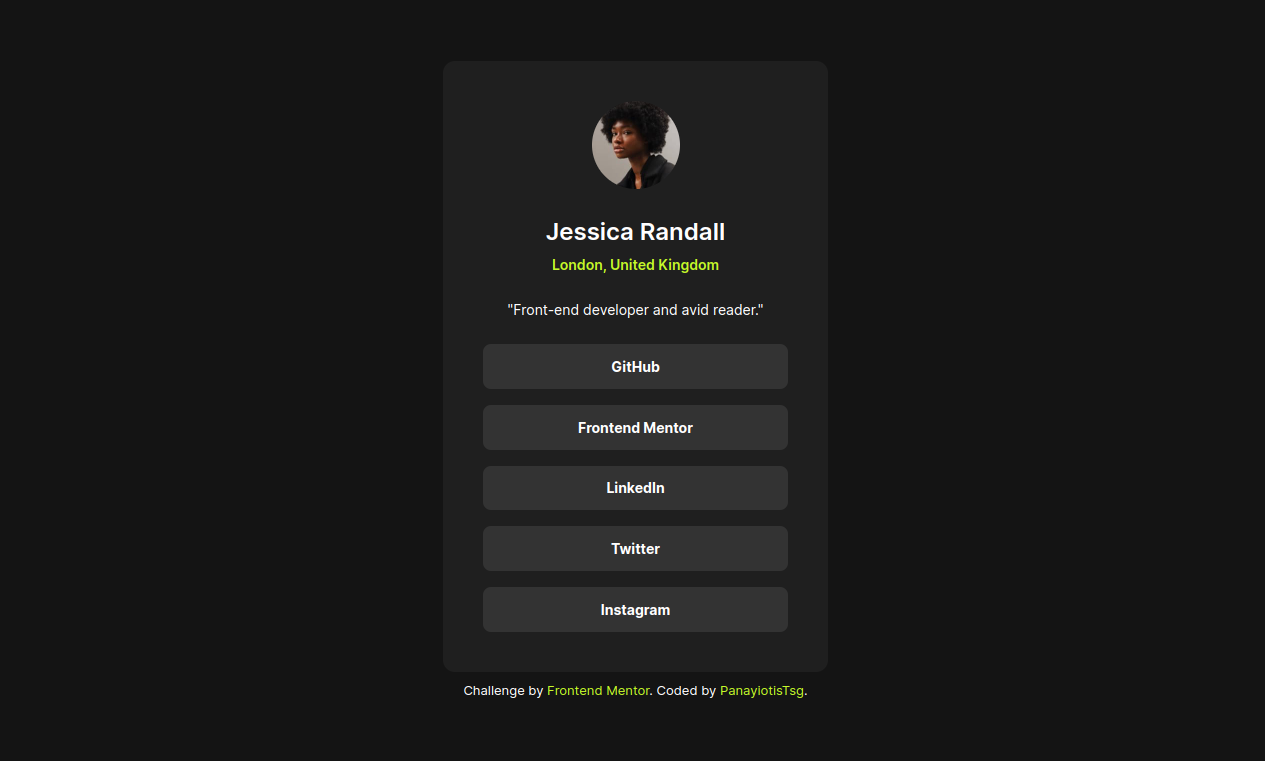 Jessica Randall
London, United Kingdom
"Front-end developer and avid reader."
GitHub
Frontend Mentor
LinkedIn
Twitter
Instagram
Challenge by Frontend Mentor. Coded by PanayiotisTsg.